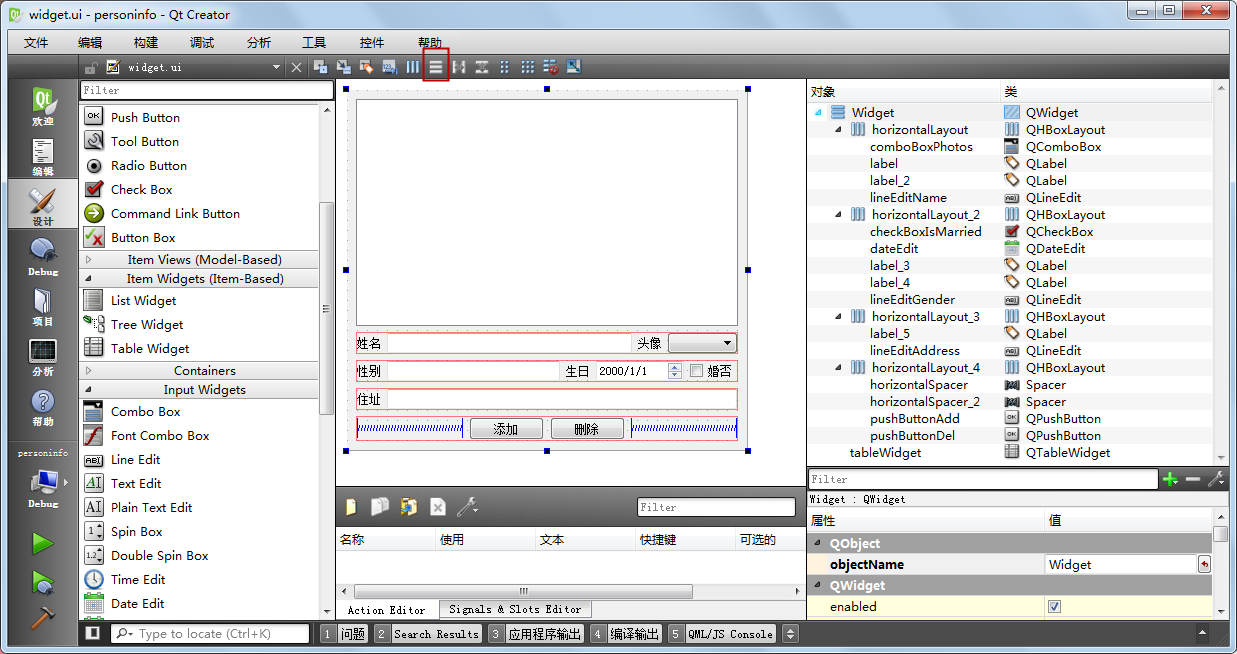 widget.ui - personinfo - Qt Creator
文件 编辑 构建 调试 分析 工具 控件 帮助
widget.ui
欢迎
编辑
设计
Debug
项目
分析
帮助
personinfo
Debug
Filter
Push Button
Tool Button
Radio Button
Check Box
Command Link Button
Button Box
Item Views (Model-Based)
Item Widgets (Item-Based)
List Widget
Tree Widget
Table Widget
Containers
Input Widgets
Combo Box
Font Combo Box
Line Edit
Text Edit
Plain Text Edit
Spin Box
Double Spin Box
Time Edit
Date Edit
姓名 头像
性别 生日 2000/1/1 婚否
住址
添加 删除
Filter
名称 使用 文本 快捷键 可选的
Action Editor Signals & Slots Editor
对象 类
Widget QWidget
horizontalLayout QHBoxLayout
comboBoxPhotos QComboBox
label QLabel
label_2 QLabel
lineEditName QLineEdit
horizontalLayout_2 QHBoxLayout
checkBoxIsMarried QCheckBox
dateEdit QDateEdit
label_3 QLabel
label_4 QLabel
lineEditGender QLineEdit
horizontalLayout_3 QHBoxLayout
label_5 QLabel
lineEditAddress QLineEdit
horizontalLayout_4 QHBoxLayout
horizontalSpacer Spacer
horizontalSpacer_2 Spacer
pushButtonAdd QPushButton
pushButtonDel QPushButton
tableWidget QTableWidget
Filter
Widget : QWidget
属性 值
QObject
objectName Widget
QWidget
enabled
Type to locate (Ctrl+K) 1 问题 2 Search Results 3 应用程序输出 4 编译输出 5 QML/JS Console